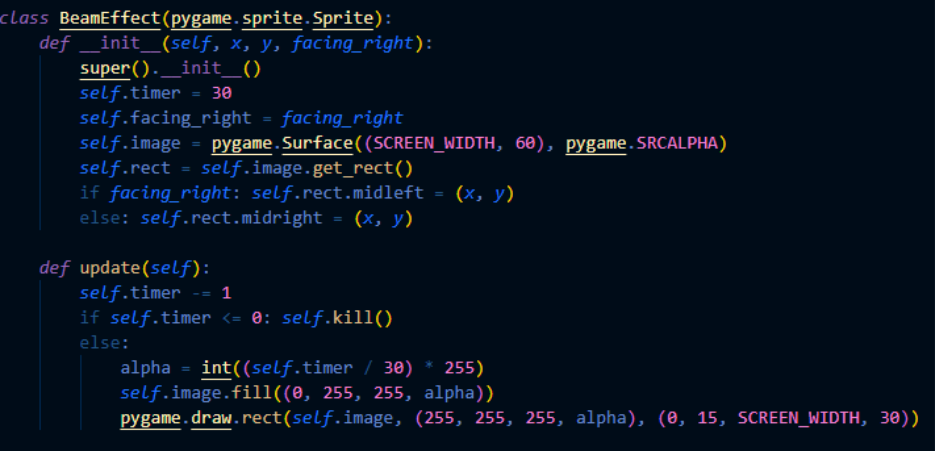 class BeamEffect(pygame.sprite.Sprite):
    def __init__(self, x, y, facing_right):
        super().__init__()
        self.timer = 30
        self.facing_right = facing_right
        self.image = pygame.Surface((SCREEN_WIDTH, 60), pygame.SRCALPHA)
        self.rect = self.image.get_rect()
        if facing_right: self.rect.midleft = (x, y)
        else: self.rect.midright = (x, y)

    def update(self):
        self.timer -= 1
        if self.timer <= 0: self.kill()
        else:
            alpha = int((self.timer / 30) * 255)
            self.image.fill((0, 255, 255, alpha))
            pygame.draw.rect(self.image, (255, 255, 255, alpha), (0, 15, SCREEN_WIDTH, 30))